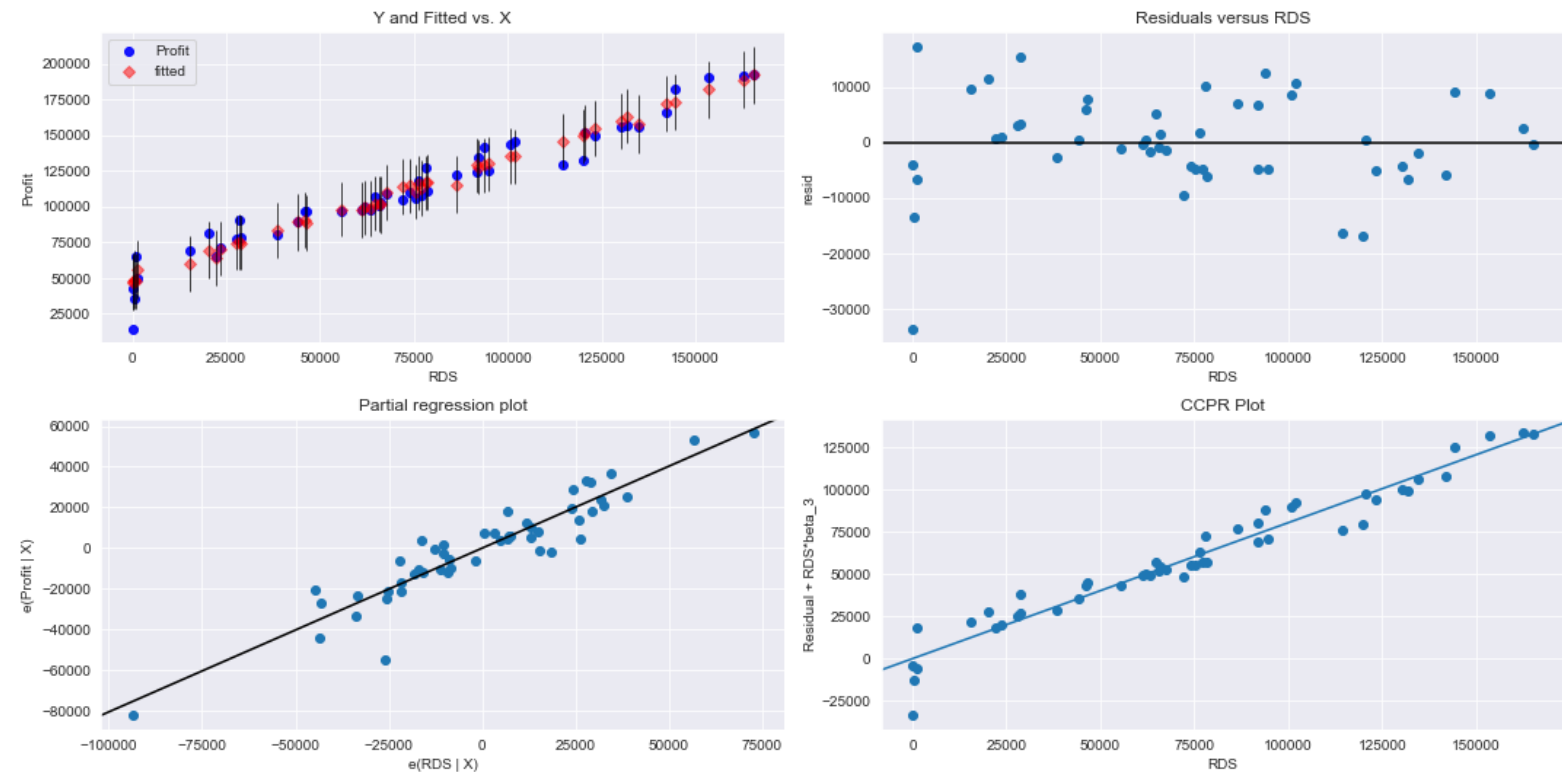 Y and Fitted vs. X
Profit
fitted
200000
175000
150000
125000
100000
75000
50000
25000
Profit
0 25000 50000 75000 100000 125000 150000
RDS
Residuals versus RDS
10000
0
−10000
−20000
−30000
resid
0 25000 50000 75000 100000 125000 150000
RDS
Partial regression plot
60000
40000
20000
0
−20000
−40000
−60000
−80000
e(Profit | X)
−100000 −75000 −50000 −25000 0 25000 50000 75000
e(RDS | X)
CCPR Plot
125000
100000
75000
50000
25000
0
−25000
Residual + RDS*beta_3
0 25000 50000 75000 100000 125000 150000
RDS